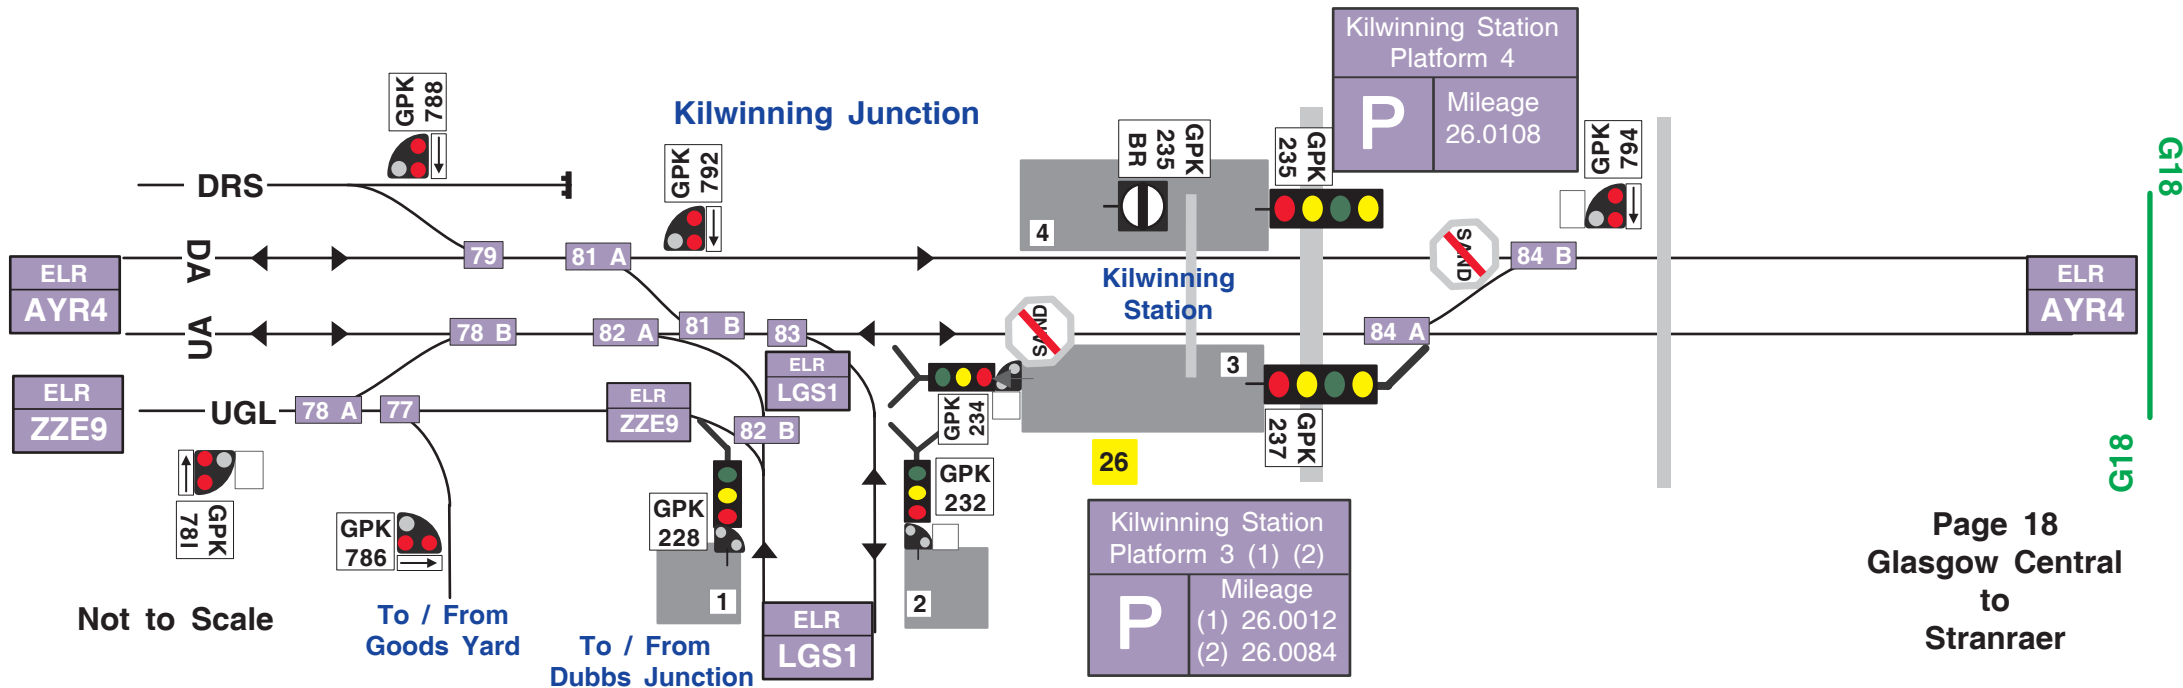 Kilwinning Station
Platform 4
P
Mileage
26.0108
GPK
788
Kilwinning Junction
GPK
792
GPK
235
BR
GPK
235
GPK
794
G18
DRS
4
DA
79
81 A
SAND
84 B
ELR
AYR4
Kilwinning
Station
ELR
AYR4
UA
78 B
82 A
81 B
83
SAND
84 A
ELR
LGS1
3
ELR
ZZE9
UGL
78 A
77
ELR
ZZE9
82 B
GPK
234
GPK
237
26
G18
GPK
781
GPK
786
GPK
228
GPK
232
1
2
Kilwinning Station
Platform 3 (1) (2)
P
Mileage
(1) 26.0012
(2) 26.0084
Page 18
Glasgow Central
to
Stranraer
Not to Scale
To / From
Goods Yard
To / From
Dubbs Junction
ELR
LGS1